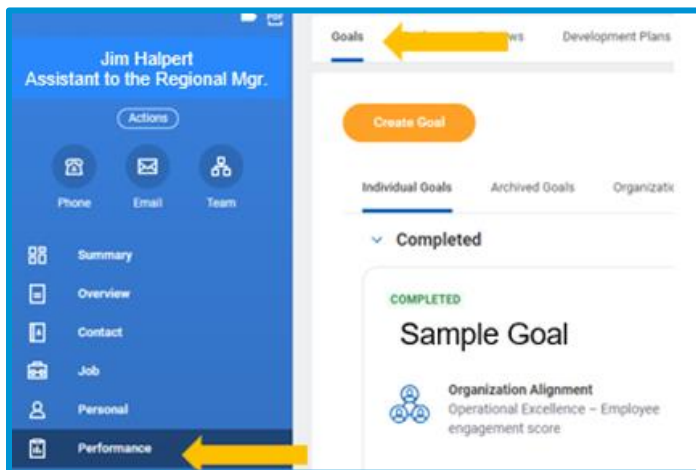 PDF
Jim Halpert
Assistant to the Regional Mgr.
Actions
Phone Email Team
Summary
Overview
Contact
Job
Personal
Performance
Goals Development Plans
Create Goal
Individual Goals Archived Goals
Completed
COMPLETED
Sample Goal
Organization Alignment
Operational Excellence – Employee
engagement score